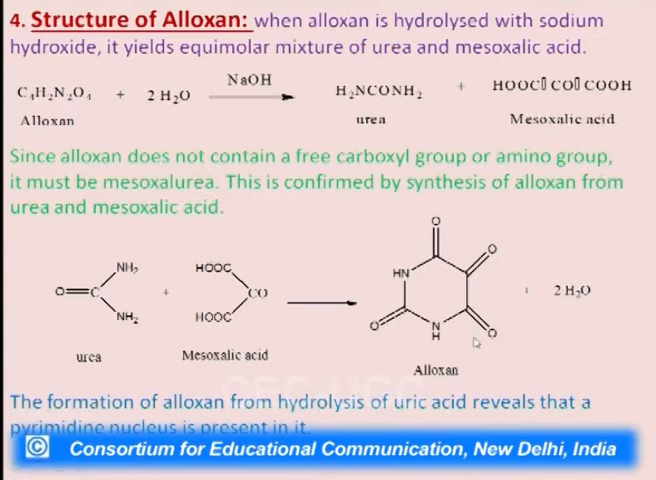 4. Structure of Alloxan: when alloxan is hydrolysed with sodium
hydroxide, it yields equimolar mixture of urea and mesoxalic acid.
NaOH
C₄H₂N₂O₄ + 2 H₂O H₂NCONH₂ + HOOC▯ CO▯ COOH
Alloxan urea Mesoxalic acid
Since alloxan does not contain a free carboxyl group or amino group,
it must be mesoxalurea. This is confirmed by synthesis of alloxan from
urea and mesoxalic acid.
O O
NH₂ HOOC HN
O C + CO + 2 H₂O
NH₂ HOOC O N H O
urea Mesoxalic acid Alloxan
The formation of alloxan from hydrolysis of uric acid reveals that a
pyrimidine nucleus is present in it.
© Consortium for Educational Communication, New Delhi, India